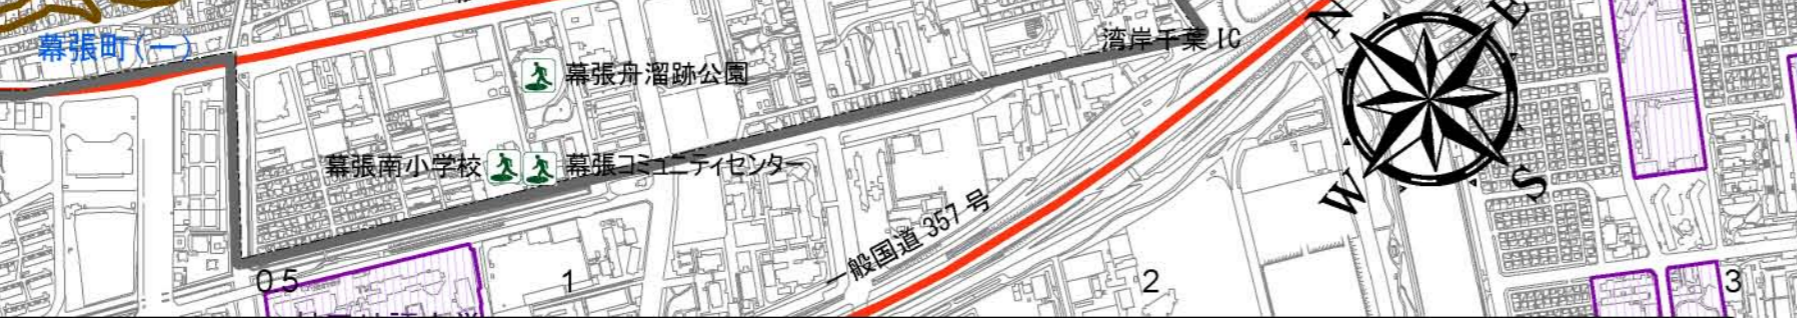 幕張町(一)
湾岸千葉 IC
幕張舟溜跡公園
幕張南小学校
幕張コミュニティセンター
一般国道 357 号
N
E
W
S
0 5
1
2
3